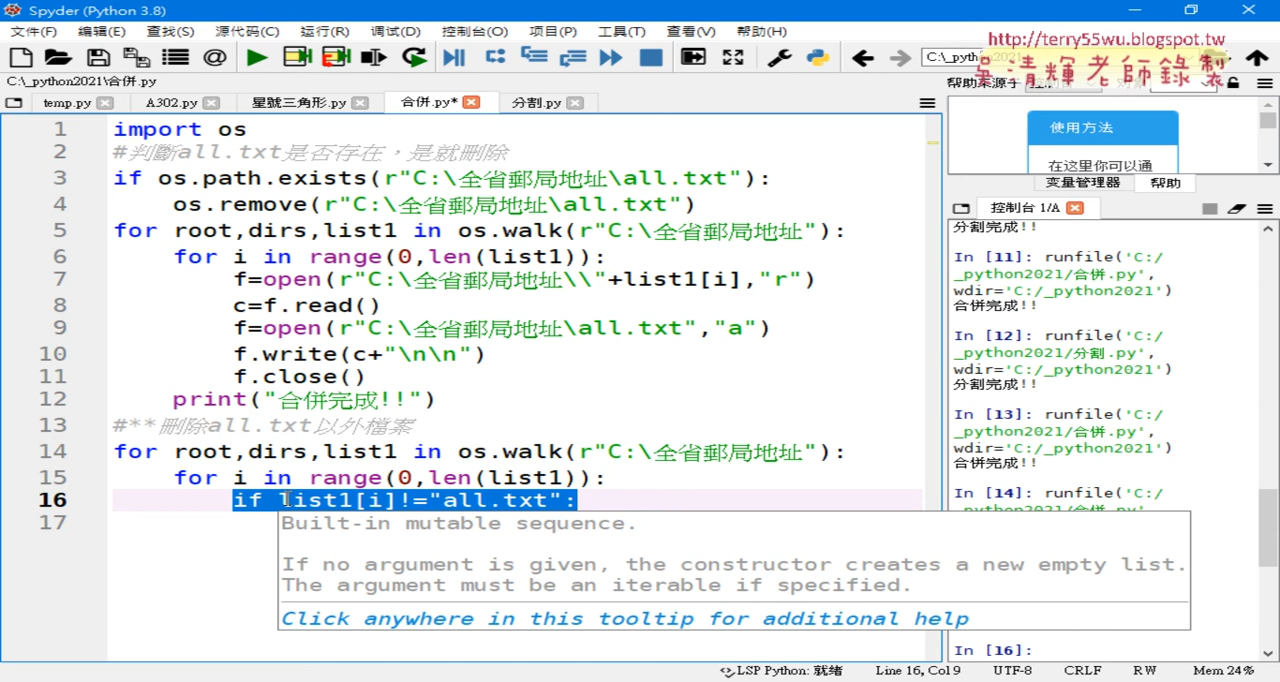 Spyder (Python 3.8)
文件(F) 编辑(E) 查找(S) 源代码(C) 运行(R) 调试(D) 控制台(O) 项目(P) 工具(T) 查看(V) 帮助(H)
http://terry55wu.blogspot.tw
吳清輝老師錄製
C:\_python2021\合併.py
帮助来源于
temp.py A302.py 星號三角形.py 合併.py* 分割.py
使用方法
在这里你可以通
变量管理器 帮助
控制台 1/A
1 import os
2 #判斷all.txt是否存在，是就刪除
3 if os.path.exists(r"C:\全省郵局地址\all.txt"):
4 os.remove(r"C:\全省郵局地址\all.txt")
5 for root,dirs,list1 in os.walk(r"C:\全省郵局地址"):
6 for i in range(0,len(list1)):
7 f=open(r"C:\全省郵局地址\\"+list1[i],"r")
8 c=f.read()
9 f=open(r"C:\全省郵局地址\all.txt","a")
10 f.write(c+"\n\n")
11 f.close()
12 print("合併完成!!")
13 #**刪除all.txt以外檔案
14 for root,dirs,list1 in os.walk(r"C:\全省郵局地址"):
15 for i in range(0,len(list1)):
16 if list1[i]!="all.txt":
17
Built-in mutable sequence.
If no argument is given, the constructor creates a new empty list.
The argument must be an iterable if specified.
Click anywhere in this tooltip for additional help
分割完成!!
In [11]: runfile('C:/
_python2021/合併.py',
wdir='C:/_python2021')
合併完成!!
In [12]: runfile('C:/
_python2021/分割.py',
wdir='C:/_python2021')
分割完成!!
In [13]: runfile('C:/
_python2021/合併.py',
wdir='C:/_python2021')
合併完成!!
In [14]: runfile('C:/
_python2021/合併.py',
In [16]:
LSP Python: 就绪 Line 16, Col 9 UTF-8 CRLF RW Mem 24%